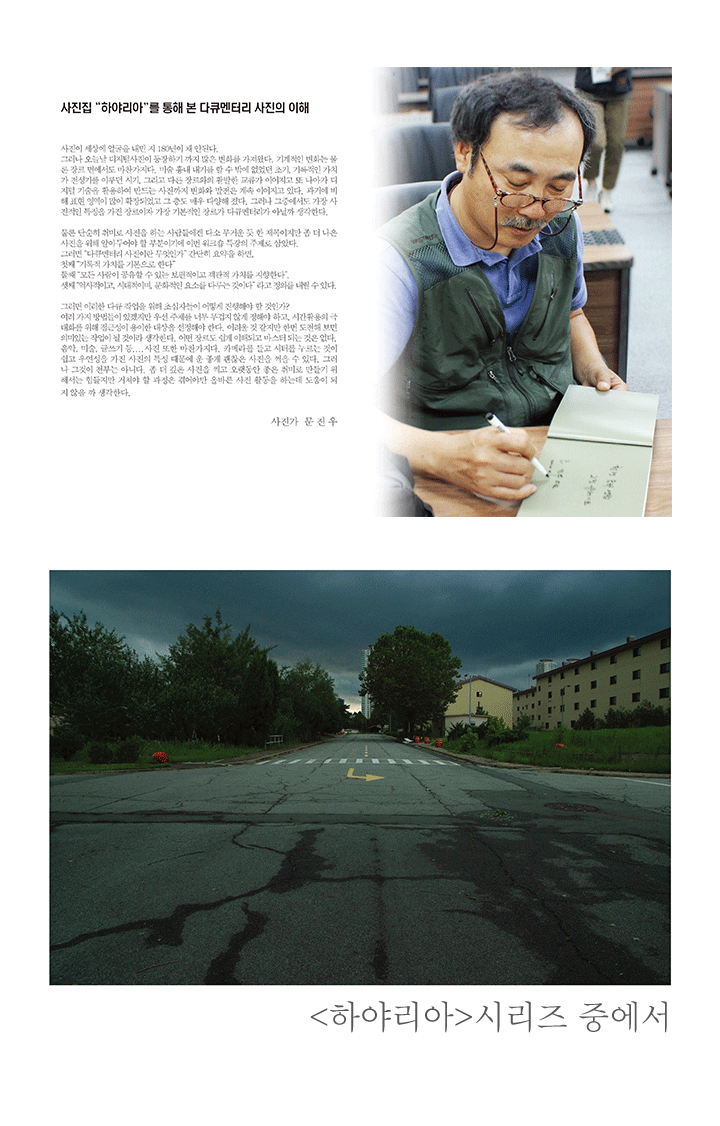 사진집 "하야리아"를 통해 본 다큐멘터리 사진의 이해
사진이 세상에 얼굴을 내민 지 180년이 채 안된다.
그러나 오늘날 디지털사진이 등장하기 까지 많은 변화를 가져왔다. 기계적인 변화는 물
론 장르 면에서도 마찬가지다. 미술 흉내 내기를 할 수 밖에 없었던 초기, 기록적인 가치
가 전성기를 이루던 시기, 그리고 다른 장르와의 활발한 교류가 이어지고 또 나아가 디
지털 기술을 활용하여 만드는 사진까지 변화와 발전은 계속 이어지고 있다. 과거에 비
해 표현 영역이 많이 확장되었고 그 층도 매우 다양해 졌다. 그러나 그중에서도 가장 사
진적인 특징을 가진 장르이자 가장 기본적인 장르가 다큐멘터리가 아닐까 생각한다.
물론 단순히 취미로 사진을 하는 사람들에겐 다소 무거운 듯 한 제목이지만 좀 더 나은
사진을 위해 알아두어야 할 부분이기에 이번 워크숍 특강의 주제로 삼았다.
그러면 "다큐멘터리 사진이란 무엇인가" 간단히 요약을 하면,
첫째 "기록적 가치를 기본으로 한다"
둘째 "모든 사람이 공유할 수 있는 보편적이고 객관적 가치를 지향한다",
셋째 "역사적이고, 시대적이며, 문화적인 요소를 다루는 것이다" 라고 정의를 내릴 수 있다.
그러면 이러한 다큐 작업을 위해 초심자들이 어떻게 진행해야 할 것인가?
여러 가지 방법들이 있겠지만 우선 주제를 너무 무겁지 않게 정해야 하고, 시간활용의 극
대화를 위해 접근성이 용이한 대상을 선정해야 한다. 어려울 것 같지만 한번 도전해 보면
의미있는 작업이 될 것이라 생각한다. 어떤 장르도 쉽게 이해되고 마스터 되는 것은 없다.
음악, 미술, 글쓰기 등.... 사진 또한 마찬가지다. 카메라를 들고 셔터를 누르는 것이
쉽고 우연성을 가진 사진의 특성 때문에 운 좋게 괜찮은 사진을 찍을 수 있다. 그러
나 그것이 전부는 아니다. 좀 더 깊은 사진을 찍고 오랫동안 좋은 취미로 만들기 위
해서는 힘들지만 거쳐야 할 과정은 겪어야만 올바른 사진 활동을 하는데 도움이 되
지 않을 까 생각한다.
사진가 문 진 우
<하야리아>시리즈 중에서